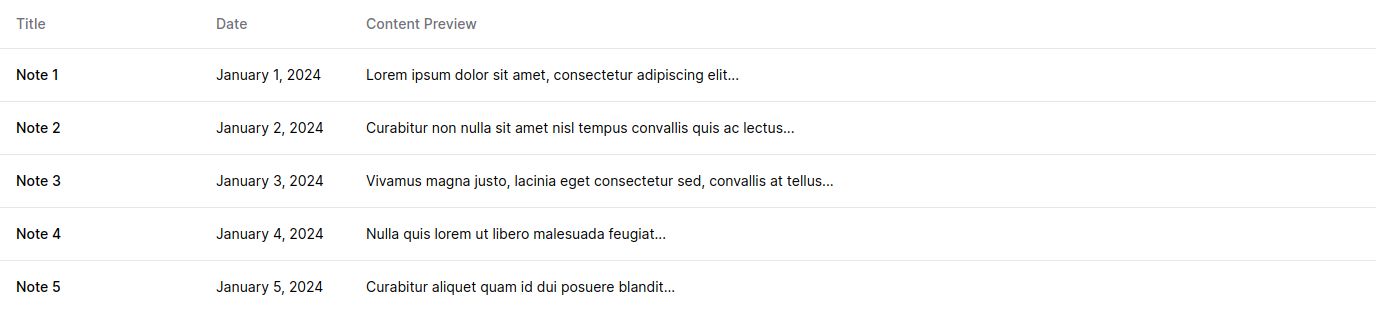 Title Date Content Preview
Note 1 January 1, 2024 Lorem ipsum dolor sit amet, consectetur adipiscing elit...
Note 2 January 2, 2024 Curabitur non nulla sit amet nisl tempus convallis quis ac lectus...
Note 3 January 3, 2024 Vivamus magna justo, lacinia eget consectetur sed, convallis at tellus...
Note 4 January 4, 2024 Nulla quis lorem ut libero malesuada feugiat...
Note 5 January 5, 2024 Curabitur aliquet quam id dui posuere blandit...